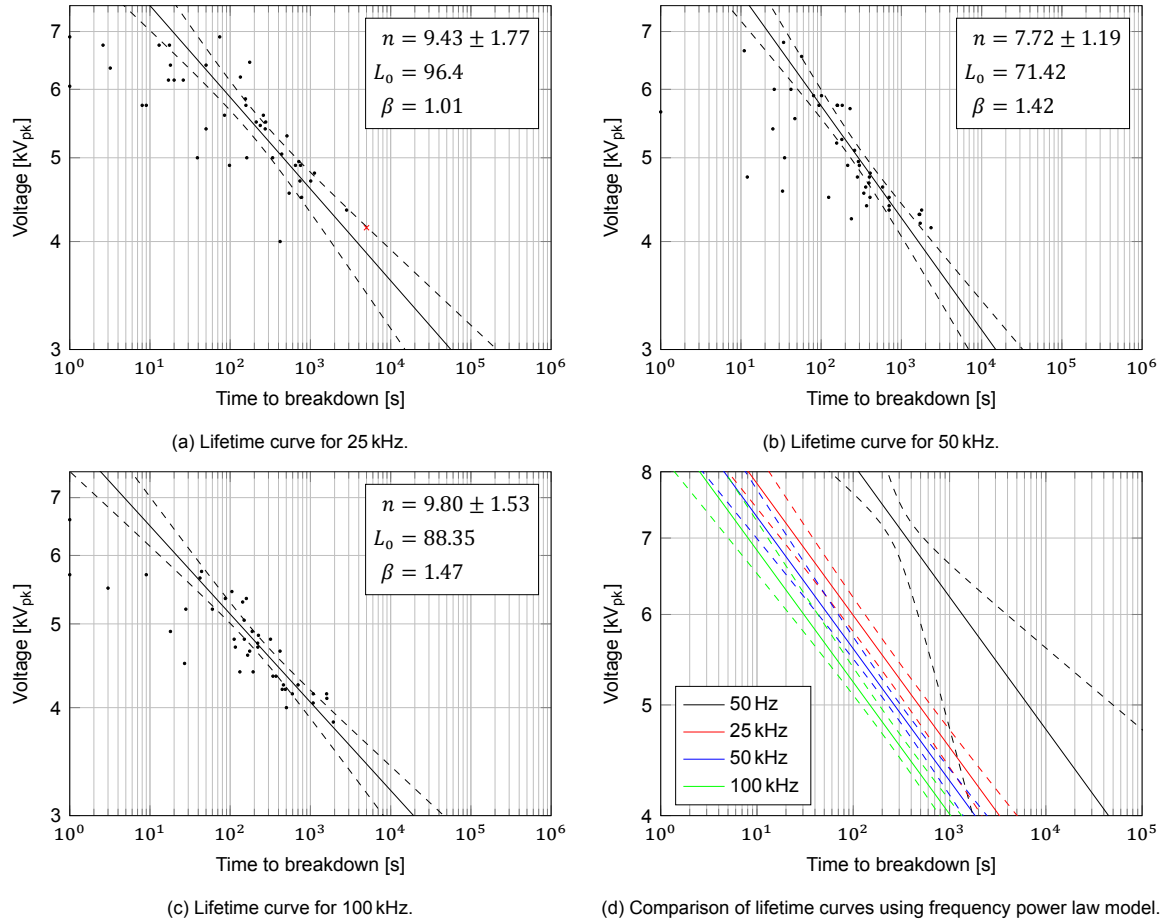 7
6
5
4
3
Voltage [kVpk]
n = 9.43 ± 1.77
L₀ = 96.4
β = 1.01
10⁰ 10¹ 10² 10³ 10⁴ 10⁵ 10⁶
Time to breakdown [s]
(a) Lifetime curve for 25 kHz.
7
6
5
4
3
Voltage [kVpk]
n = 7.72 ± 1.19
L₀ = 71.42
β = 1.42
10⁰ 10¹ 10² 10³ 10⁴ 10⁵ 10⁶
Time to breakdown [s]
(b) Lifetime curve for 50 kHz.
7
6
5
4
3
Voltage [kVpk]
n = 9.80 ± 1.53
L₀ = 88.35
β = 1.47
10⁰ 10¹ 10² 10³ 10⁴ 10⁵ 10⁶
Time to breakdown [s]
(c) Lifetime curve for 100 kHz.
8
7
6
5
4
Voltage [kVpk]
50 Hz
25 kHz
50 kHz
100 kHz
10⁰ 10¹ 10² 10³ 10⁴ 10⁵
Time to breakdown [s]
(d) Comparison of lifetime curves using frequency power law model.